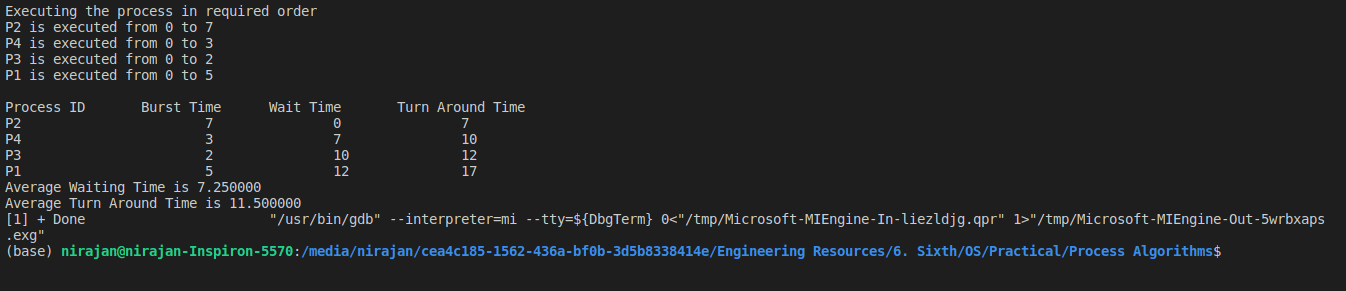 Executing the process in required order
P2 is executed from 0 to 7
P4 is executed from 0 to 3
P3 is executed from 0 to 2
P1 is executed from 0 to 5
Process ID Burst Time Wait Time Turn Around Time
P2 7 0 7
P4 3 7 10
P3 2 10 12
P1 5 12 17
Average Waiting Time is 7.250000
Average Turn Around Time is 11.500000
[1] + Done "/usr/bin/gdb" --interpreter=mi --tty=${DbgTerm} 0<"/tmp/Microsoft-MIEngine-In-liezldjg.qpr" 1>"/tmp/Microsoft-MIEngine-Out-5wrbxaps
.exg"
(base) nirajan@nirajan-Inspiron-5570:/media/nirajan/cea4c185-1562-436a-bf0b-3d5b8338414e/Engineering Resources/6. Sixth/OS/Practical/Process Algorithms$